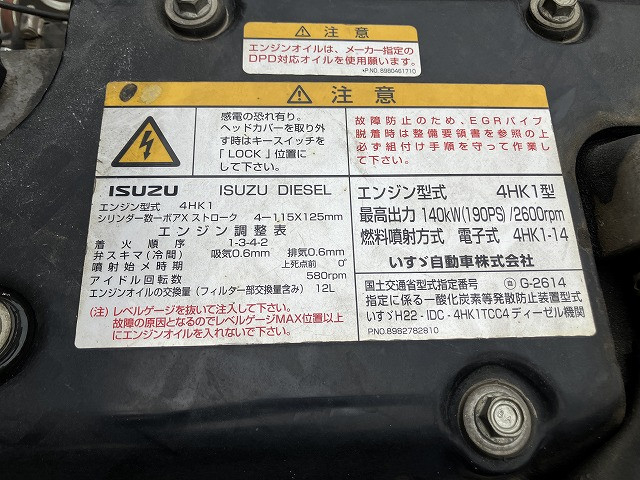 注意
エンジンオイルは、メーカー指定の
DPD対応オイルを使用願います。
・P.NO. 8980461710
注意
感電の恐れ有り。
ヘッドカバーを取り外
す時はキースイッチを
「LOCK」位置に
して下さい。
故障防止のため、EGRパイプ
脱着時は整備要領書を参照の上
必ず組付け手順を守って作業
して下さい。
ISUZU ISUZU DIESEL
エンジン型式 4HK1
シリンダー数ーボアXストローク 4ー115X125mm
エンジン調整表
着火順序 1-3-4-2
弁スキマ(冷間) 吸気0.6mm 排気0.6mm
噴射始メ時期 上死点前 0°
アイドル回転数 580rpm
エンジンオイルの交換量(フィルター部交換量含み) 12L
(注)レベルゲージを抜いて注入して下さい。
故障の原因となるのでレベルゲージMAX位置以上
にエンジンオイルを入れないで下さい。
エンジン型式 4HK1型
最高出力 140kW(190PS)/2600rpm
燃料噴射方式 電子式 4HK1-14
いすゞ自動車株式会社
国土交通省型式指定番号 自 G-2614
指定に係る一酸化炭素等発散防止装置型式
いすゞH22-IDC-4HK1TCC4ディーゼル機関
P.NO.8982782810